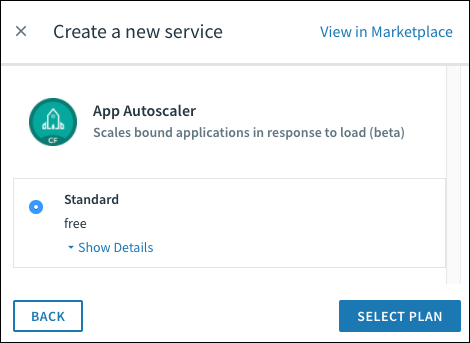 Create a new service
View in Marketplace
App Autoscaler
Scales bound applications in response to load (beta)
CF
Standard
free
Show Details
BACK
SELECT PLAN